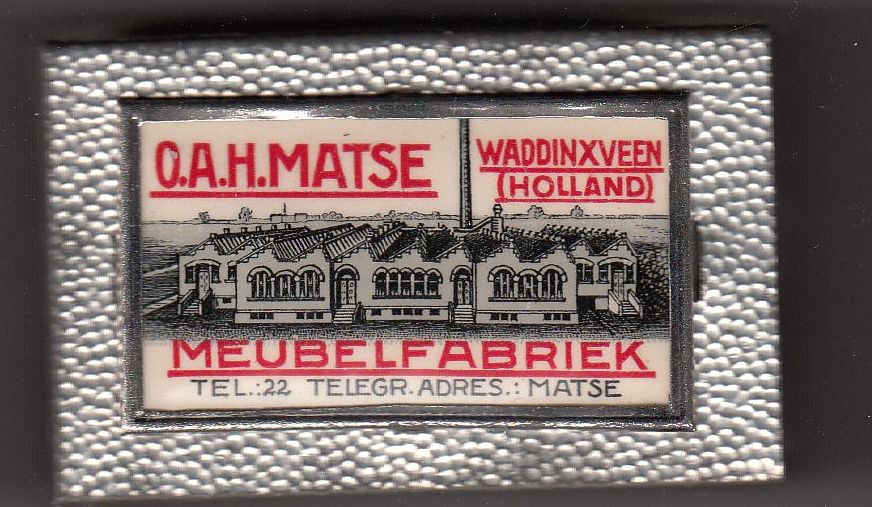 O.A.H. MATSE
WADDINXVEEN
(HOLLAND)
MEUBELFABRIEK
TEL.:22 TELEGR. ADRES.: MATSE